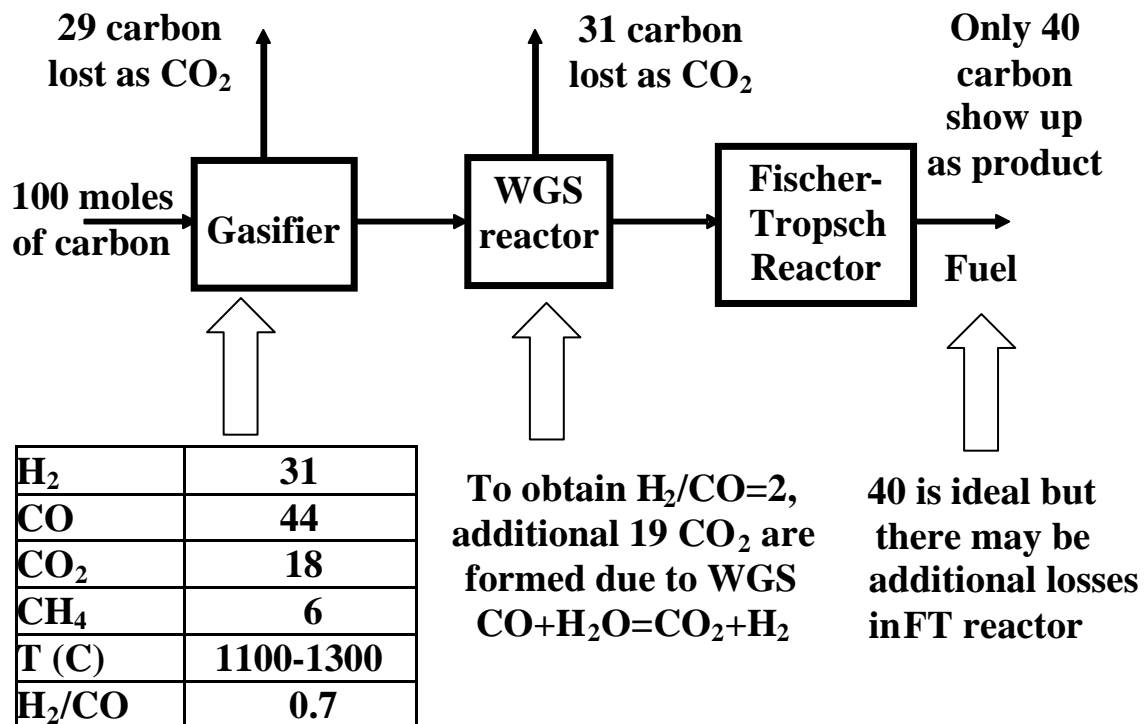 29 carbon
lost as CO₂
31 carbon
lost as CO₂
Only 40
carbon
show up
as product
100 moles
of carbon
Gasifier
WGS
reactor
Fischer-
Tropsch
Reactor
Fuel
H₂ 31
CO 44
CO₂ 18
CH₄ 6
T (C) 1100-1300
H₂/CO 0.7
To obtain H₂/CO=2,
additional 19 CO₂ are
formed due to WGS
CO+H₂O=CO₂+H₂
40 is ideal but
there may be
additional losses
inFT reactor